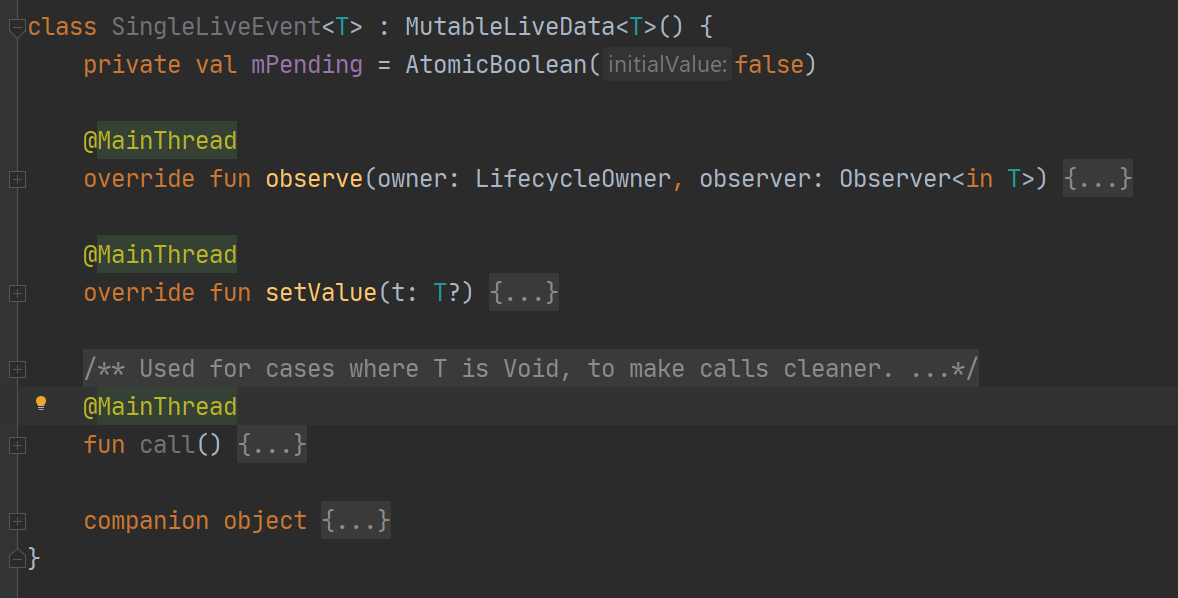 class SingleLiveEvent<T> : MutableLiveData<T>() {
private val mPending = AtomicBoolean( initialValue: false)
@MainThread
override fun observe(owner: LifecycleOwner, observer: Observer<in T>) {...}
@MainThread
override fun setValue(t: T?) {...}
/** Used for cases where T is Void, to make calls cleaner. ...*/
@MainThread
fun call() {...}
companion object {...}
}